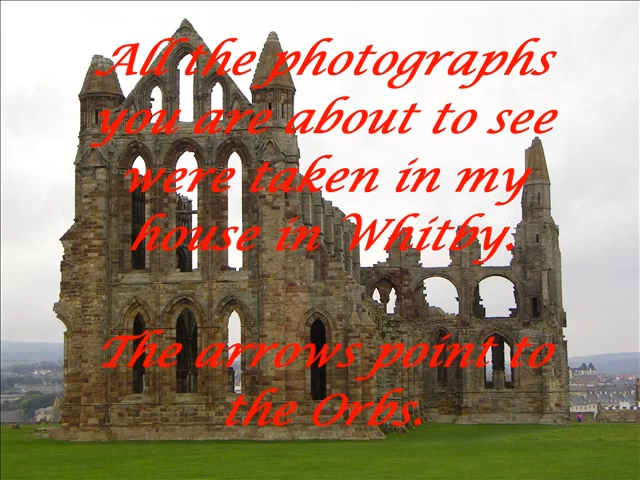 All the photographs
you are about to see
were taken in my
house in Whitby.
The arrows point to
the Orbs.